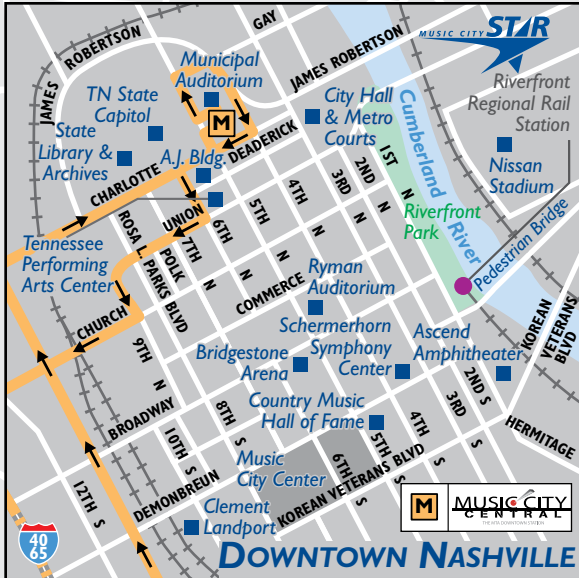 MUSIC CITY STAR
GAY
JAMES ROBERTSON
JAMES ROBERTSON
Municipal
Auditorium
Riverfront
Regional Rail
Station
TN State
Capitol
City Hall
& Metro
Courts
M
Cumberland
River
State
Library &
Archives
DEADERICK
A.J. Bldg.
CHARLOTTE
Nissan
Stadium
1ST N
2ND N
3RD N
4TH N
5TH N
6TH N
7TH N
UNION
POLK
ROSA L PARKS BLVD
Riverfront
Park
Pedestrian Bridge
Tennessee
Performing
Arts Center
CHURCH
COMMERCE
Ryman
Auditorium
Schermerhorn
Symphony
Center
Ascend
Amphitheater
KOREAN
VETERANS BLVD
9TH N
Bridgestone
Arena
BROADWAY
Country Music
Hall of Fame
2ND S
3RD S
4TH S
5TH S
6TH S
8TH S
10TH S
12TH S
HERMITAGE
Music
City Center
KOREAN VETERANS BLVD
DEMONBREUN
Clement
Landport
M
MUSIC CITY
CENTRAL
THE MTA DOWNTOWN STATION
40
65
DOWNTOWN NASHVILLE